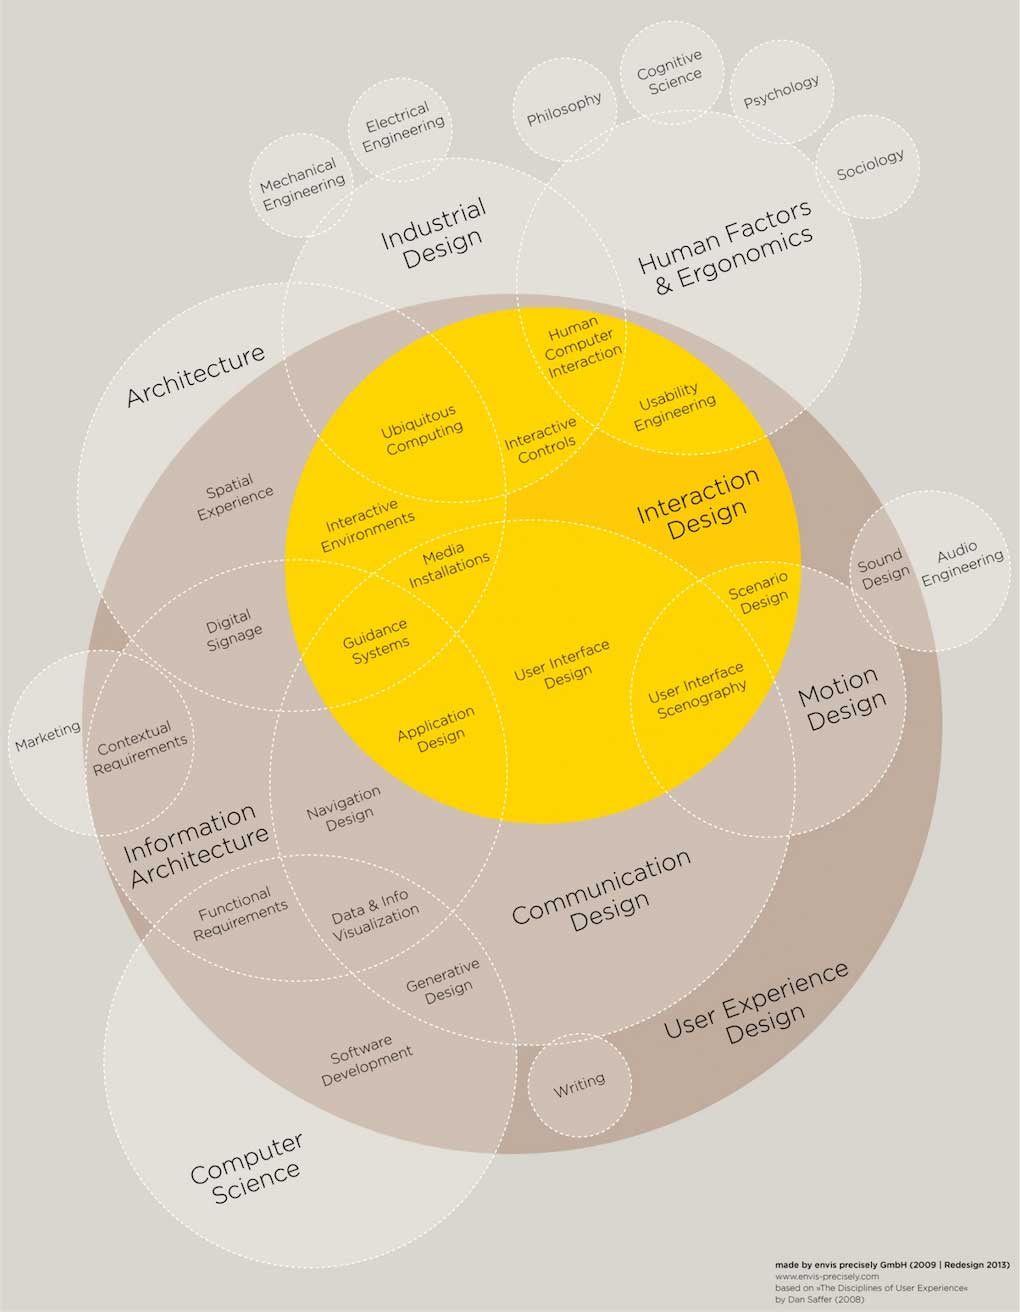 Cognitive
Science
Philosophy
Psychology
Electrical
Engineering
Mechanical
Engineering
Sociology
Industrial
Design
Human Factors
& Ergonomics
Architecture
Human
Computer
Interaction
Usability
Engineering
Ubiquitous
Computing
Interactive
Controls
Spatial
Experience
Interaction
Design
Interactive
Environments
Media
Installations
Sound
Design
Audio
Engineering
Scenario
Design
Digital
Signage
Guidance
Systems
User Interface
Design
User Interface
Scenography
Motion
Design
Marketing
Contextual
Requirements
Application
Design
Navigation
Design
Information
Architecture
Communication
Design
Functional
Requirements
Data & Info
Visualization
Generative
Design
User Experience
Design
Software
Development
Writing
Computer
Science
made by envis precisely GmbH (2009 | Redesign 2013)
www.envis-precisely.com
based on »The Disciplines of User Experience«
by Dan Saffer (2008)